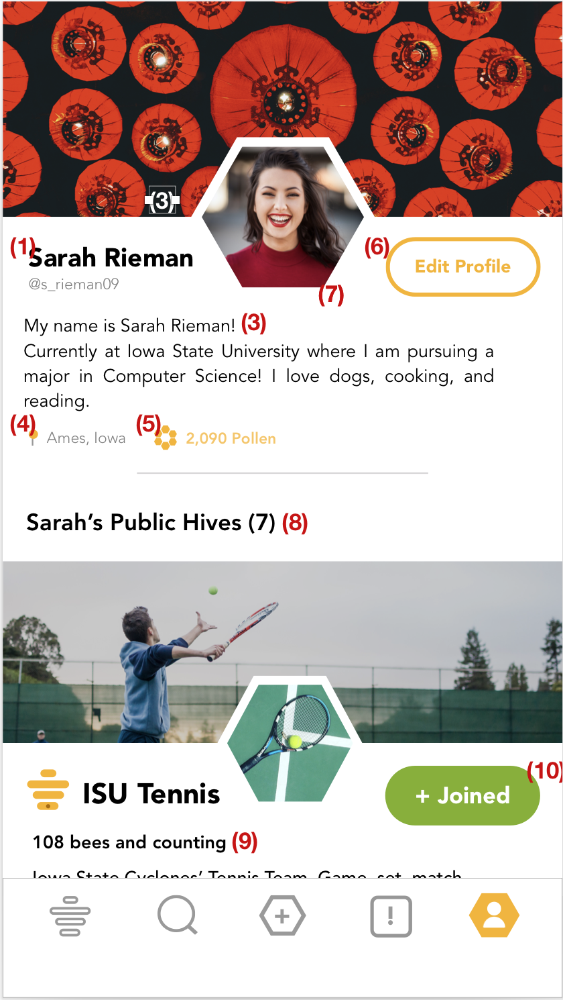 (3)
(1)
Sarah Rieman
(6)
Edit Profile
@s_rieman09
(7)
My name is Sarah Rieman! (3)
Currently at Iowa State University where I am pursuing a
major in Computer Science! I love dogs, cooking, and
reading.
(4) (5)
Ames, Iowa 2,090 Pollen
Sarah’s Public Hives (7) (8)
(10)
ISU Tennis + Joined
108 bees and counting (9)
Iowa State Cyclones’ Tennis Team. Game, set, match
+
!